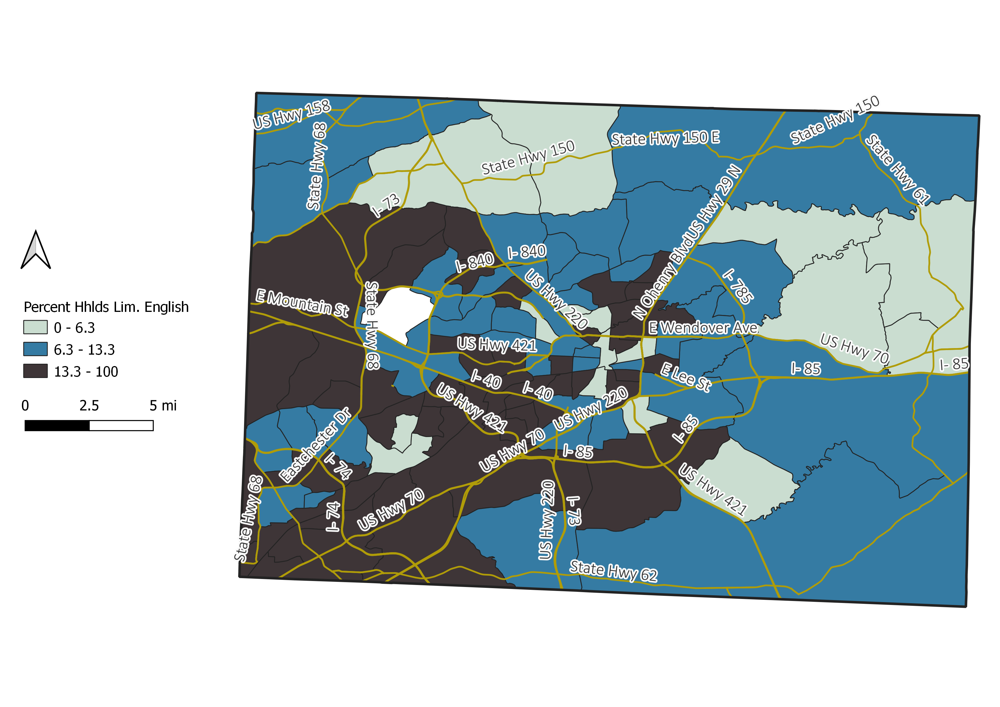 US Hwy 158
State Hwy 150
State Hwy 68
State Hwy 150 E
State Hwy 150
State Hwy 61
US Hwy 29 N
I- 73
I- 840
I- 840
N Ohenry Blvd
I- 785
US Hwy 220
E Mountain St
State Hwy 68
E Wendover Ave
US Hwy 421
US Hwy 70
I- 85
I- 85
E Lee St
I- 40
I- 40
US Hwy 421
US Hwy 220
Eastchester Dr
I- 85
US Hwy 70
I- 85
I- 74
State Hwy 68
US Hwy 421
US Hwy 70
I- 74
US Hwy 220
I- 73
State Hwy 62
Percent Hhlds Lim. English
0 - 6.3
6.3 - 13.3
13.3 - 100
0 2.5 5 mi